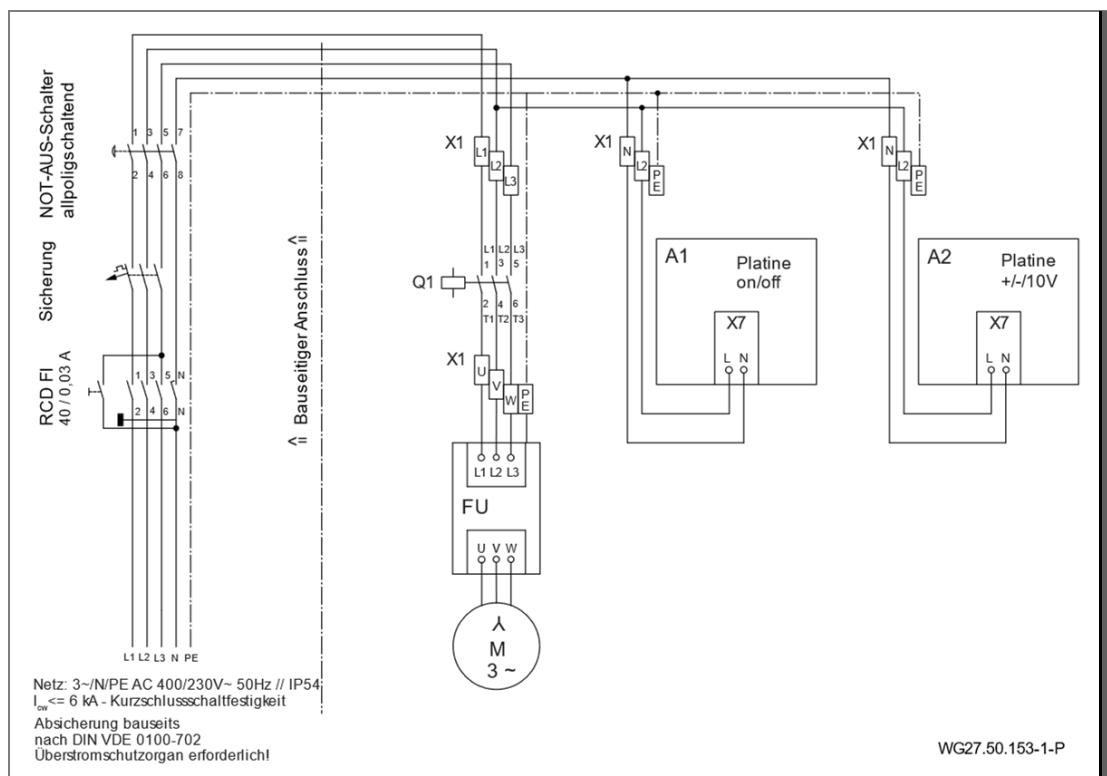 NOT-AUS-Schalter
allpoligschaltend
1 3 5 7
2 4 6 8
Sicherung
RCD FI
40 / 0,03 A
1 3 5 N
2 4 6 N
L1 L2 L3 N PE
<= Bauseitiger Anschluss <=
X1
L1
L2
L3
Q1
L1 L2 L3
1 3 5
2 4 6
T1 T2 T3
X1
U
V
W
PE
L1 L2 L3
FU
U V W
M
3 ~
X1
N
L2
PE
A1
Platine
on/off
X7
L N
X1
N
L2
PE
A2
Platine
+/-/10V
X7
L N
Netz: 3~/N/PE AC 400/230V~ 50Hz // IP54
Icw<= 6 kA - Kurzschlussschaltfestigkeit
Absicherung bauseits
nach DIN VDE 0100-702
Überstromschutzorgan erforderlich!
WG27.50.153-1-P